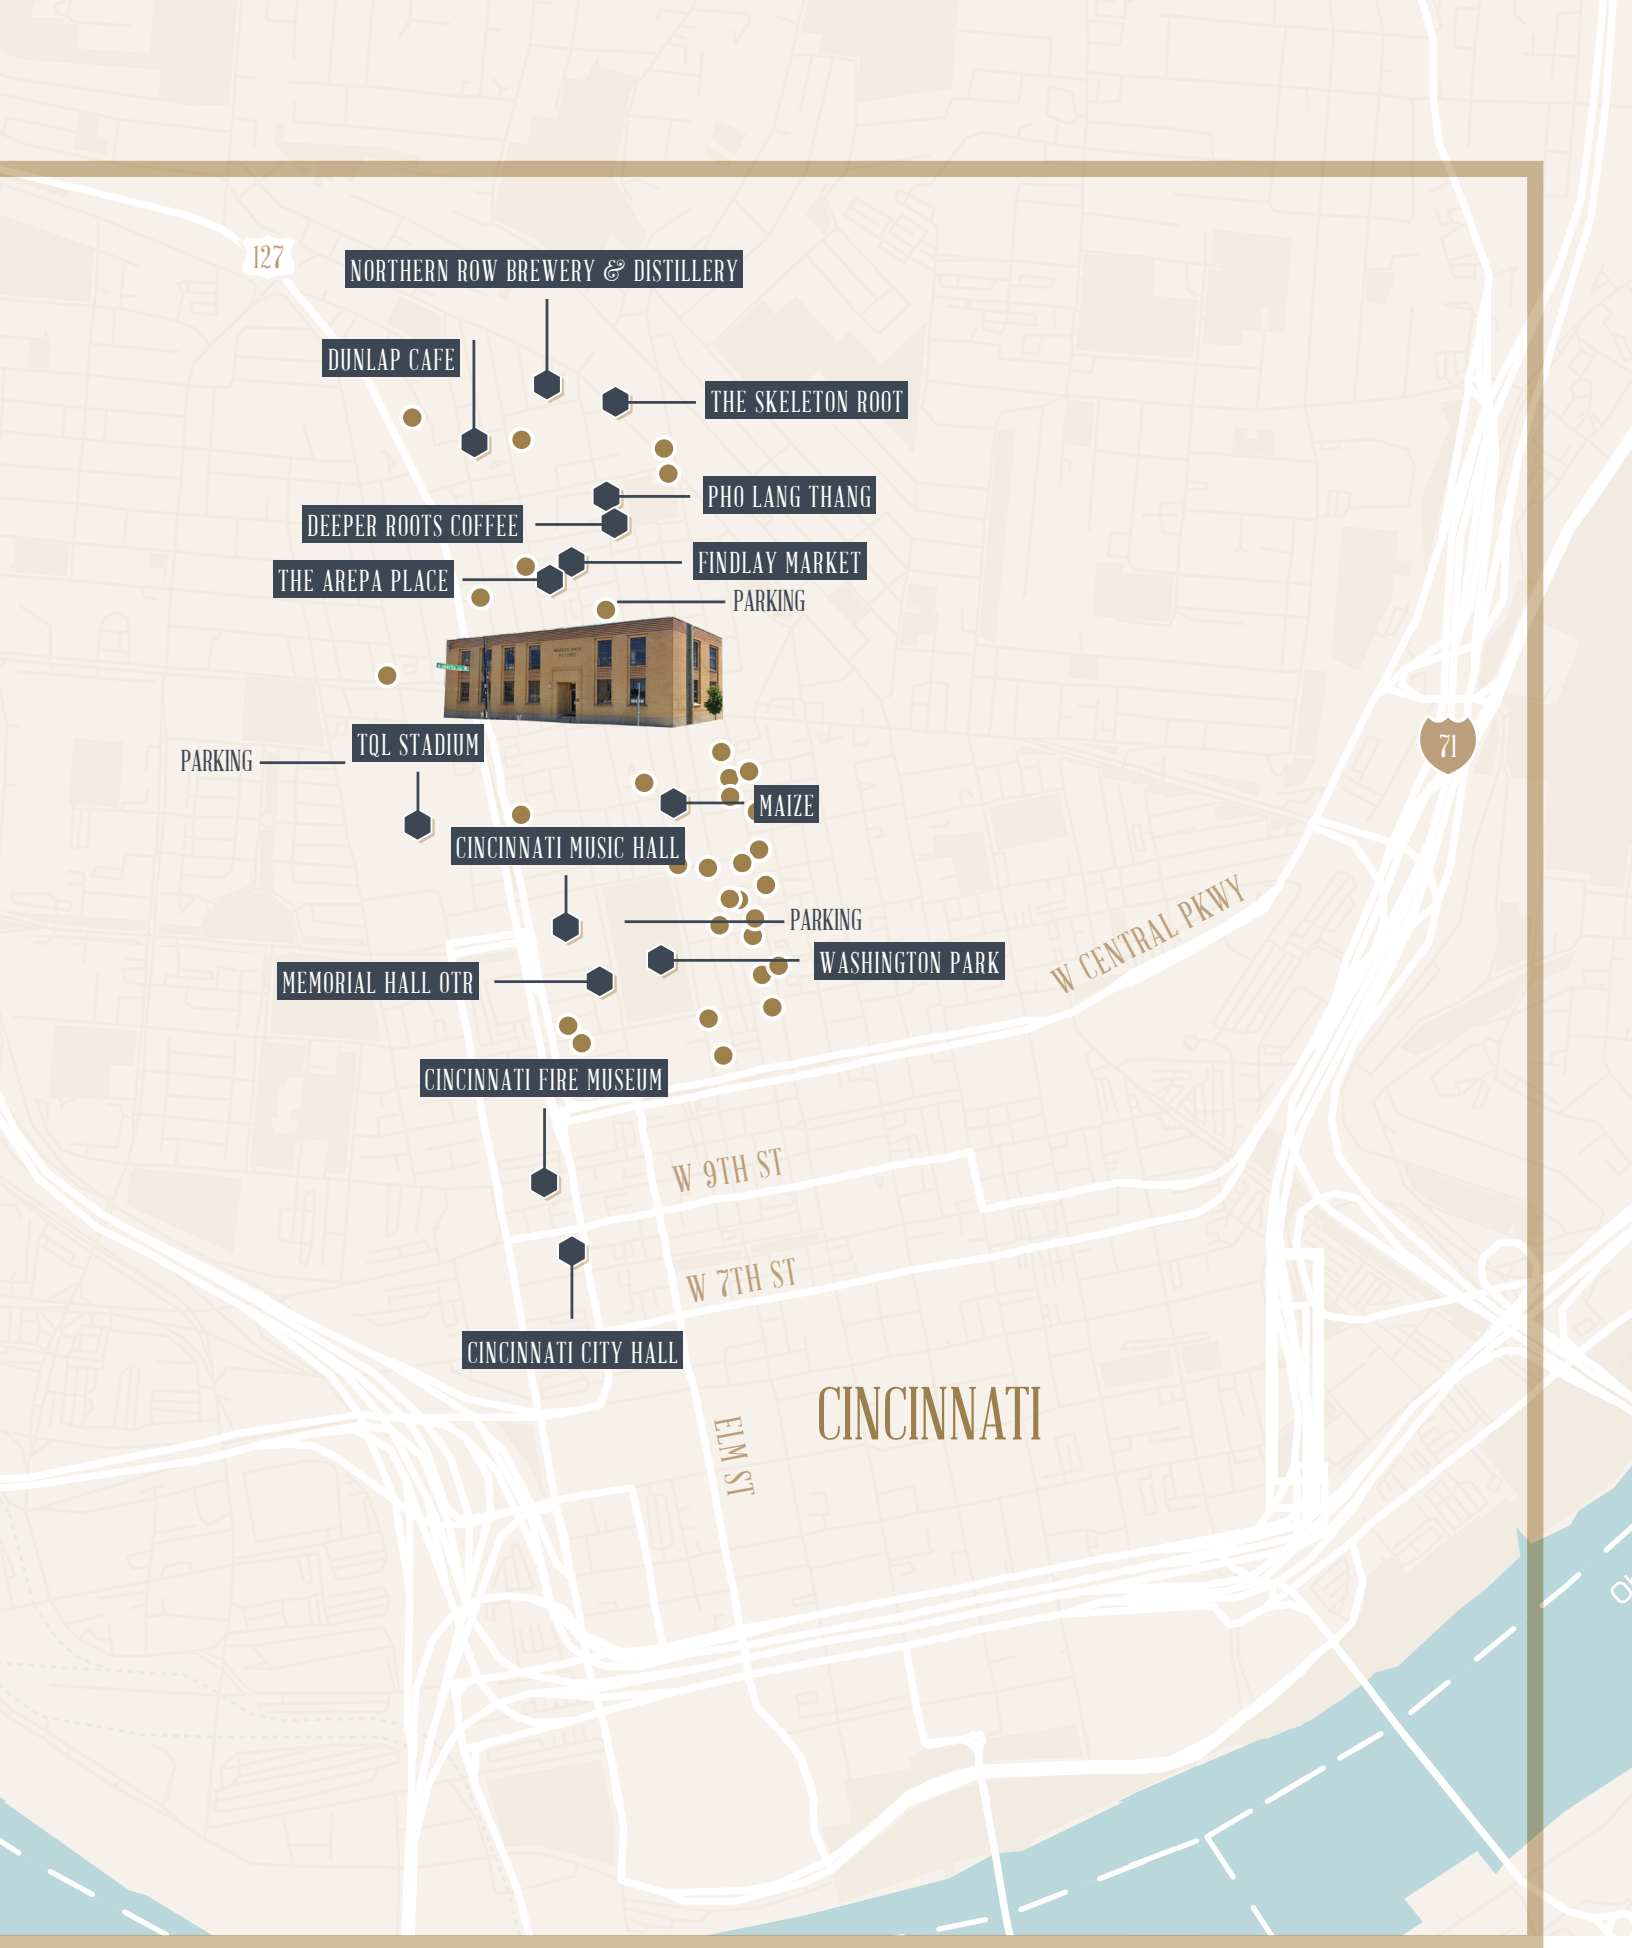 127
NORTHERN ROW BREWERY & DISTILLERY
DUNLAP CAFE
THE SKELETON ROOT
PHO LANG THANG
DEEPER ROOTS COFFEE
FINDLAY MARKET
THE AREPA PLACE
PARKING
TQL STADIUM
PARKING
71
MAIZE
CINCINNATI MUSIC HALL
PARKING
W CENTRAL PKWY
WASHINGTON PARK
MEMORIAL HALL OTR
CINCINNATI FIRE MUSEUM
W 9TH ST
W 7TH ST
CINCINNATI CITY HALL
CINCINNATI
ELM ST